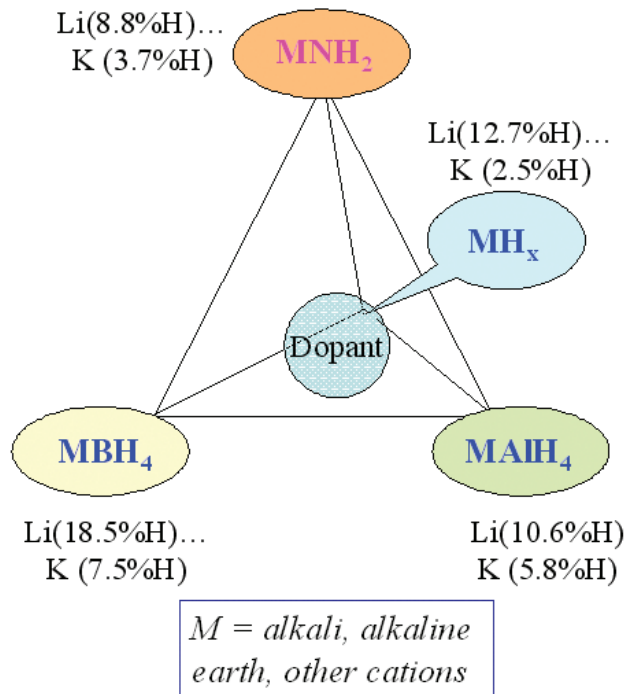 Li(8.8%H)…
K (3.7%H)
MNH₂
Li(12.7%H)…
K (2.5%H)
MHₓ
Dopant
MBH₄
MAlH₄
Li(18.5%H)…
K (7.5%H)
Li(10.6%H)
K (5.8%H)
M = alkali, alkaline
earth, other cations